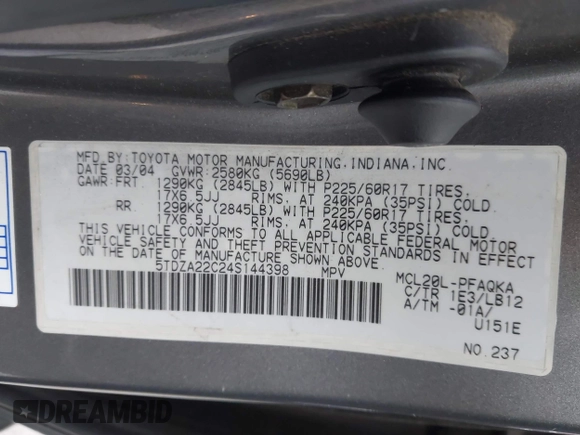 MFD.BY:TOYOTA MOTOR MANUFACTURING,INDIANA,INC.
DATE 03/04 GVWR:2580KG (5690LB)
GAWR:FRT 1290KG (2845LB) WITH P225/60R17 TIRES.
17X6.5JJ RIMS. AT 240KPA (35PSI) COLD
RR 1290KG (2845LB) WITH P225/60R17 TIRES.
17X6.5JJ RIMS. AT 240KPA (35PSI) COLD
THIS VEHICLE CONFORMS TO ALL APPLICABLE FEDERAL MOTOR
VEHICLE SAFETY AND THEFT PREVENTION STANDARDS IN EFFECT
ON THE DATE OF MANUFACTURE SHOWN ABOVE.
5TDZA22C24S144398 MPV
MCL20L-PFAQKA
C/TR 1E3/LB12
A/TM -01A/
U151E
NO.237
DREAMBID